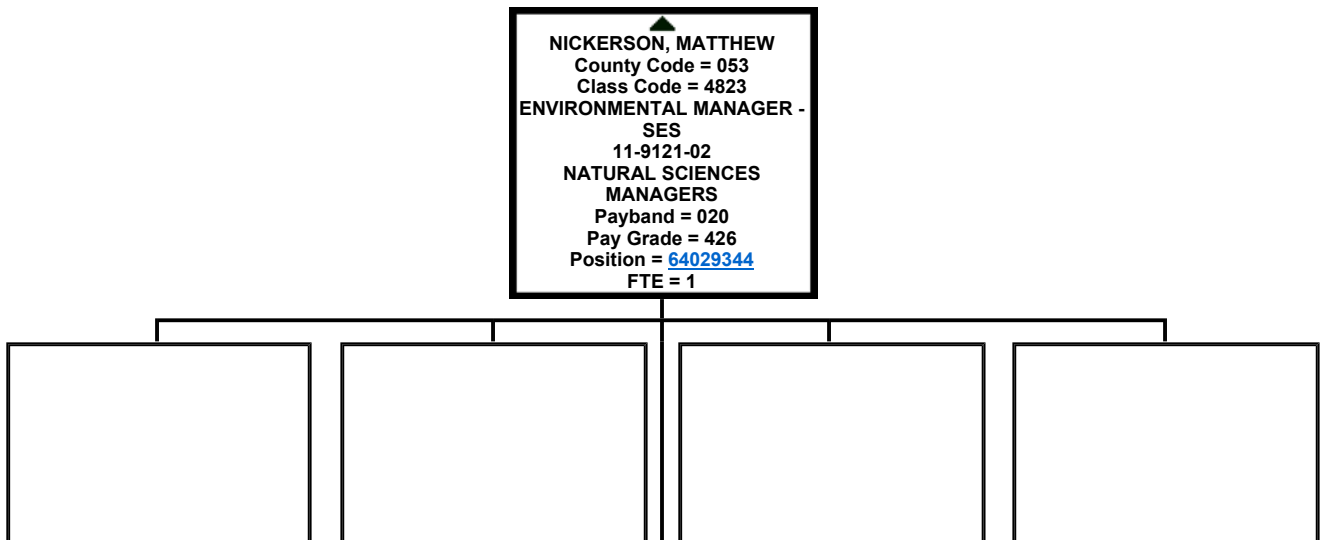 NICKERSON, MATTHEW
County Code = 053
Class Code = 4823
ENVIRONMENTAL MANAGER -
SES
11-9121-02
NATURAL SCIENCES
MANAGERS
Payband = 020
Pay Grade = 426
Position = 64029344
FTE = 1